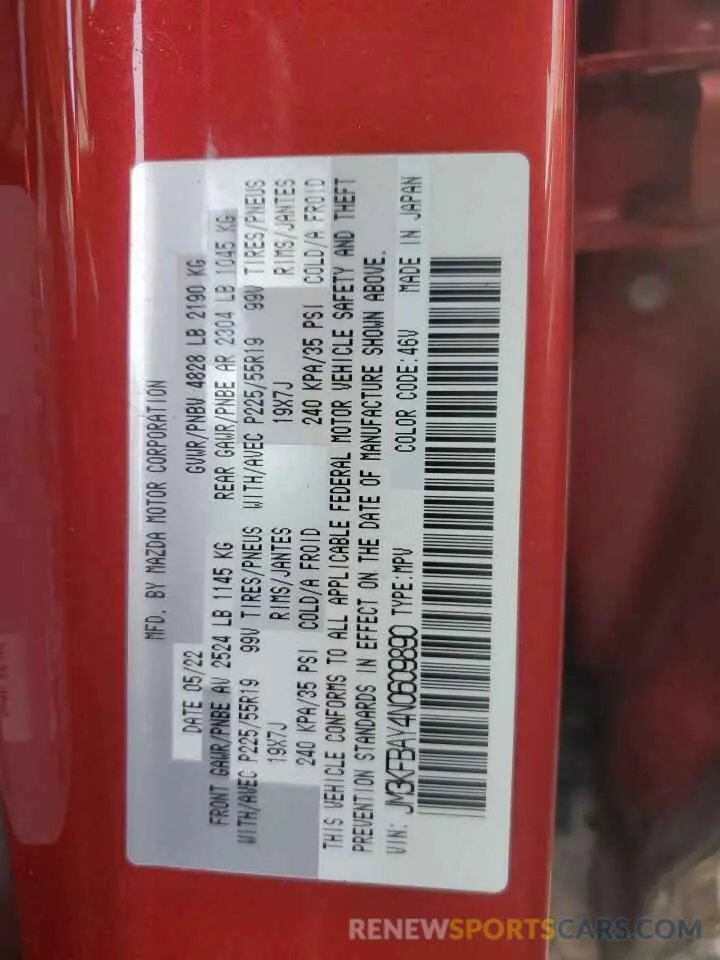 MFD. BY MAZDA MOTOR CORPORATION
DATE 05/22 GVWR/PNBV 4828 LB 2190 KG
FRONT GAWR/PNBE AV 2524 LB 1145 KG REAR GAWR/PNBE AR 2304 LB 1045 KG
WITH/AVEC P225/55R19 99V TIRES/PNEUS WITH/AVEC P225/55R19 99V TIRES/PNEUS
19X7J RIMS/JANTES 19X7J RIMS/JANTES
240 KPA/35 PSI COLD/A FROID 240 KPA/35 PSI COLD/A FROID
THIS VEHICLE CONFORMS TO ALL APPLICABLE FEDERAL MOTOR VEHICLE SAFETY AND THEFT
PREVENTION STANDARDS IN EFFECT ON THE DATE OF MANUFACTURE SHOWN ABOVE.
VIN: JM3KFBAY4N0609890 TYPE:MPV COLOR CODE:46V MADE IN JAPAN
RENEWSPORTSCARS.COM